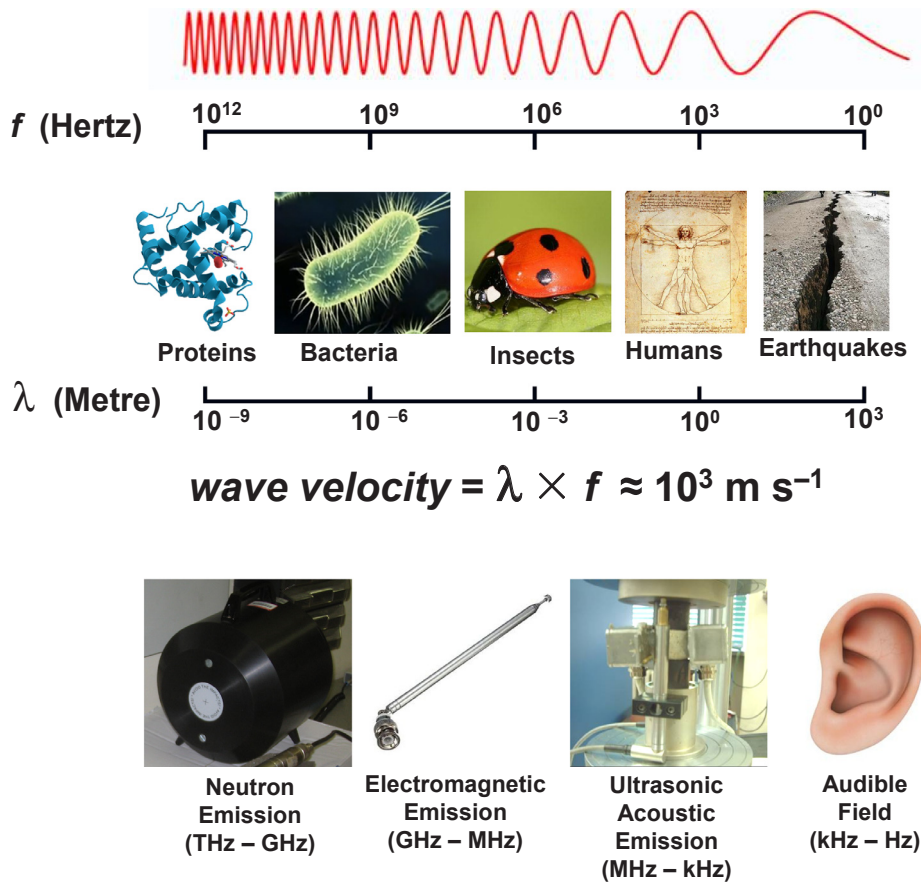 10¹² 10⁹ 10⁶ 10³ 10⁰
f (Hertz)
Proteins Bacteria Insects Humans Earthquakes
λ (Metre)
10 ⁻⁹ 10 ⁻⁶ 10 ⁻³ 10⁰ 10³
wave velocity = λ × f ≈ 10³ m s⁻¹
Neutron
Emission
(THz – GHz)
Electromagnetic
Emission
(GHz – MHz)
Ultrasonic
Acoustic
Emission
(MHz – kHz)
Audible
Field
(kHz – Hz)